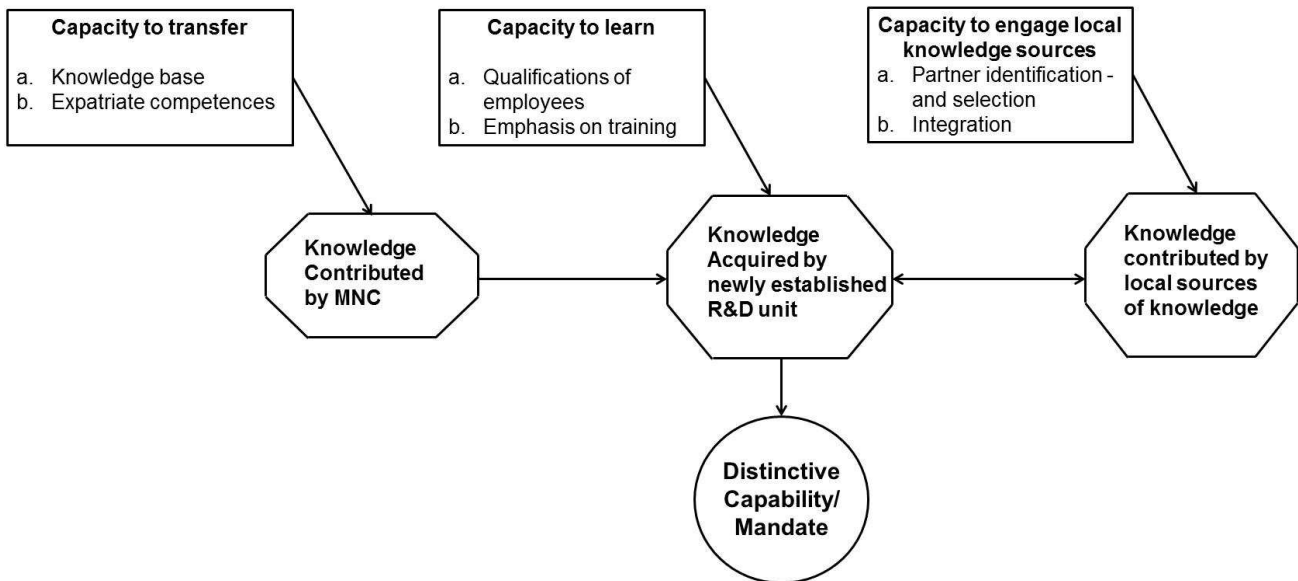 Capacity to transfer
a. Knowledge base
b. Expatriate competences
Capacity to learn
a. Qualifications of
employees
b. Emphasis on training
Capacity to engage local
knowledge sources
a. Partner identification -
and selection
b. Integration
Knowledge
Contributed
by MNC
Knowledge
Acquired by
newly established
R&D unit
Knowledge
contributed by
local sources
of knowledge
Distinctive
Capability/
Mandate